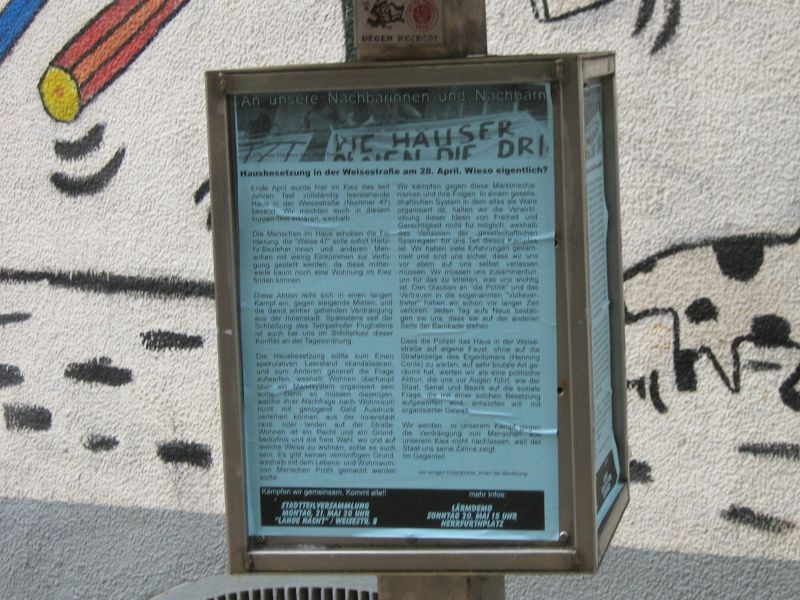 GEGEN
An unsere Nachbarinnen und Nachbarn
DIE HAUSER
DIE DRI
Hausbesetzung in der Weisestraße am 28. April. Wieso eigentlich?
Ende April wurde hier im Kiez das seit
Jahren fast vollständig leerstehende
Haus in der Weisestraße (Nummer 47)
besetzt. Wir möchten euch in diesem
kurzen Text erklären, weshalb.
Die Menschen im Haus erhoben die Fo-
rderung, die "Weise 47" solle sofort Hartz-
IV-Bezieher_innen und anderen Men-
schen mit wenig Einkommen zur Verfü-
gung gestellt werden, da diese mittler-
weile kaum noch eine Wohnung im Kiez
finden können.
Diese Aktion reiht sich in einen langen
Kampf ein, gegen steigende Mieten, und
die damit einher gehenden Verdrängung
aus der Innenstadt. Spätestens seit der
Schließung des Tempelhofer Flughafens
ist auch bei uns im Schillerkiez dieser
Konflikt an der Tagesordnung.
Die Hausbesetzung sollte zum Einen
spekulativen Leerstand skandalisieren,
und zum Anderen generell die Frage
aufwerfen, weshalb Wohnen überhaupt
über ein Marktsystem organisiert sein
sollte. Denn so müssen diejenigen,
welche ihrer Nachfrage nach Wohnraum
nicht mit genügend Geld Ausdruck
verleihen können, aus der Innenstadt
raus, oder landen auf der Straße.
Wohnen ist ein Recht und ein Grund-
bedürfnis und die freie Wahl, wo und auf
welche Weise zu wohnen, sollte es auch
sein. Es gibt keinen vernünftigen Grund,
weshalb mit dem Lebens- und Wohnraum
von Menschen Profit gemacht werden
sollte.
Wir kämpfen gegen diese Marktmecha-
nismen und ihre Folgen. In einem gesell-
schaftlichen System in dem alles als Ware
organisiert ist, halten wir die Verwirk-
lichung dieser Ideen von Freiheit und
Gerechtigkeit nicht für möglich, weshalb
das Verlassen der "gesellschaftlichen
Spielregeln" für uns Teil dieses Kampfes
ist. Wir haben viele Erfahrungen gesam-
melt und sind uns sicher, dass wir uns
vor allem auf uns selbst verlassen
müssen. Wir müssen uns zusammentun,
um für das zu streiten, was uns wichtig
ist. Den Glauben an "die Politik" und das
Vertrauen in die sogenannten "Volksver-
treter" haben wir schon vor langer Zeit
verloren. Jeden Tag aufs Neue bestäti-
gen sie uns, dass sie auf der anderen
Seite der Barrikade stehen.
Dass die Polizei das Haus in der Weise-
straße auf eigene Faust, ohne auf die
Strafanzeige des Eigentümers (Henning
Conle) zu warten, auf sehr brutale Art ge-
räumt hat, werten wir als eine politische
Aktion, die uns vor Augen führt, wie der
Staat, Senat und Bezirk auf die soziale
Frage, die mit einer solchen Besetzung
aufgeworfen wird, antworten: mit
organisierter Gewalt.
Wir werden in unserem Kampf gegen
die Verdrängung von Menschen aus
unserem Kiez nicht nachlassen, weil der
Staat uns seine Zähne zeigt.
Im Gegenteil.
von einigen Unterstützer_innen der Besetzung
Kämpfen wir gemeinsam, Kommt alle!!
mehr Infos:
STADTTEILVERSAMMLUNG
MONTAG, 21. MAI 20 UHR
"LANGE NACHT" / WEISESTR. 8
LÄRMDEMO
SONNTAG 20. MAI 15 UHR
HERRFURTHPLATZ